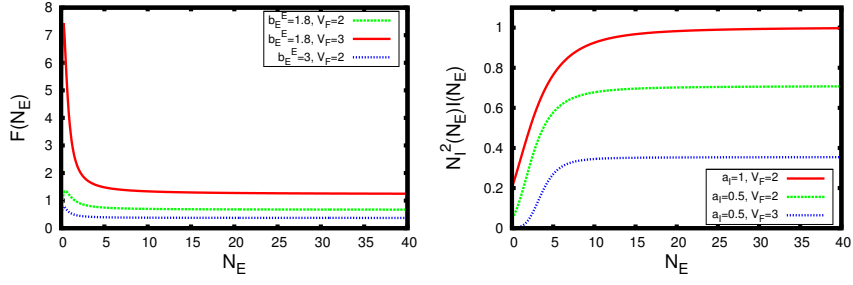 b_E^E=1.8, V_F=2
b_E^E=1.8, V_F=3
b_E^E=3, V_F=2
8
7
6
5
4
3
2
1
0
F(N_E)
0 5 10 15 20 25 30 35 40
N_E
1
0.8
0.6
0.4
0.2
0
N_I^2(N_E)I(N_E)
a_I=1, V_F=2
a_I=0.5, V_F=2
a_I=0.5, V_F=3
0 5 10 15 20 25 30 35 40
N_E